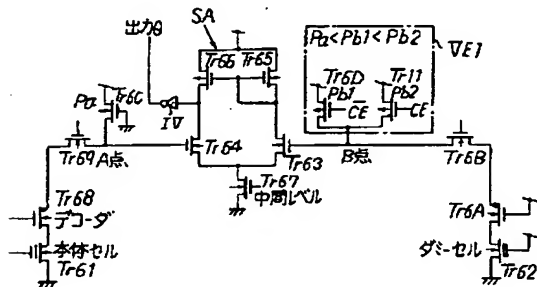 出力Q
SA
Pa<Pb1<Pb2
VE1
Tr66
Tr65
Tr6D
Tr11
Pa
Tr6C
Pb1
CE
Pb2
CE
IV
Tr69
A点
Tr64
Tr63
B点
Tr6B
Tr67
中間レベル
Tr68
デコーダ
Tr6A
本体セル
ダミーセル
Tr61
Tr62